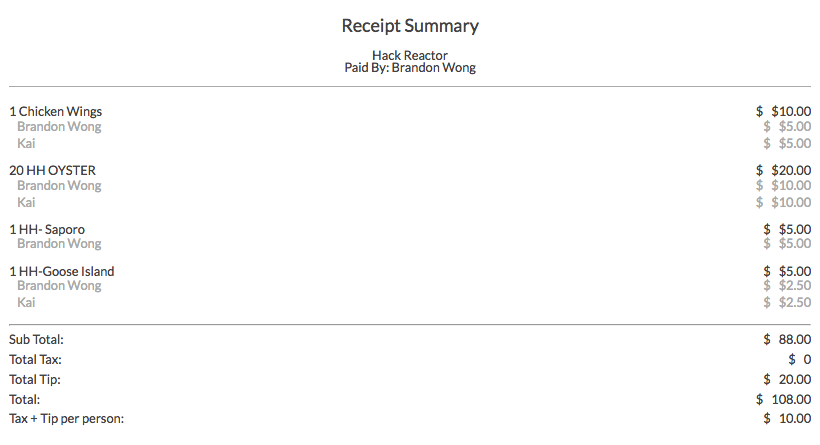 Receipt Summary
Hack Reactor
Paid By: Brandon Wong
1 Chicken Wings $ $10.00
Brandon Wong $ $5.00
Kai $ $5.00
20 HH OYSTER $ $20.00
Brandon Wong $ $10.00
Kai $ $10.00
1 HH- Saporo $ $5.00
Brandon Wong $ $5.00
1 HH-Goose Island $ $5.00
Brandon Wong $ $2.50
Kai $ $2.50
Sub Total: $ 88.00
Total Tax: $ 0
Total Tip: $ 20.00
Total: $ 108.00
Tax + Tip per person: $ 10.00